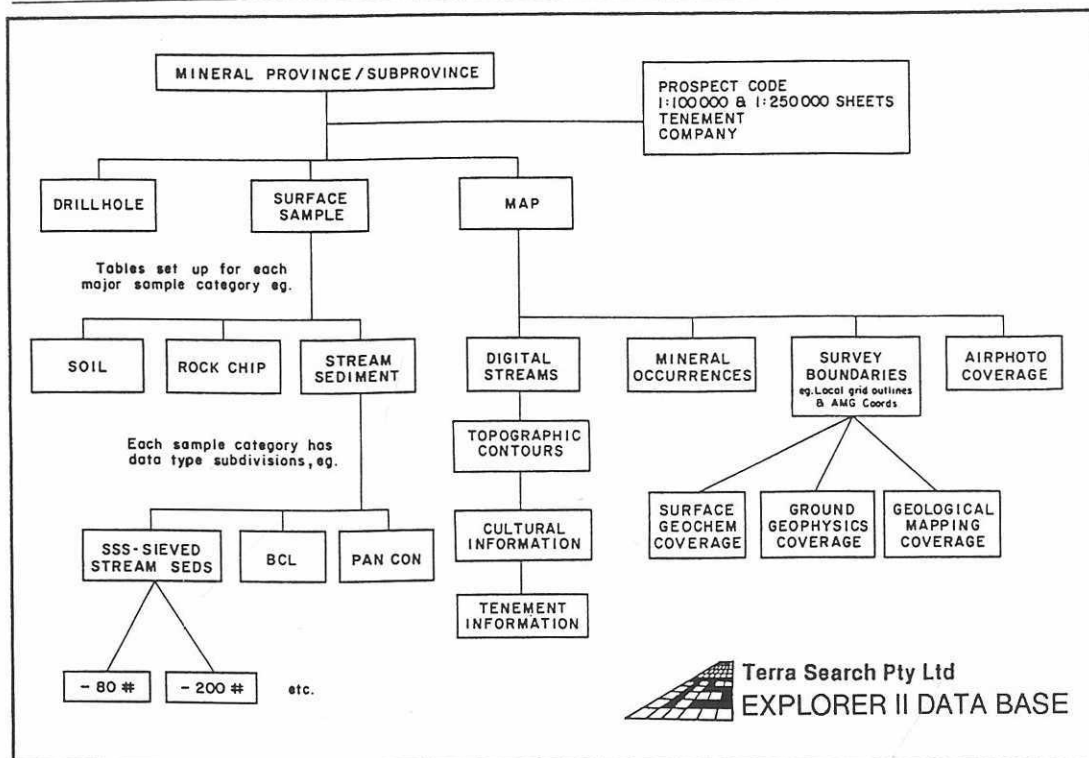 MINERAL PROVINCE/SUBPROVINCE
PROSPECT CODE
1:100000 & 1:250000 SHEETS
TENEMENT
COMPANY
DRILLHOLE
SURFACE
SAMPLE
MAP
Tables set up for each
major sample category eg.
SOIL
ROCK CHIP
STREAM
SEDIMENT
DIGITAL
STREAMS
MINERAL
OCCURRENCES
SURVEY
BOUNDARIES
eg.Local grid outlines
& AMG Coords
AIRPHOTO
COVERAGE
Each sample category has
data type subdivisions, eg.
TOPOGRAPHIC
CONTOURS
SURFACE
GEOCHEM
COVERAGE
GROUND
GEOPHYSICS
COVERAGE
GEOLOGICAL
MAPPING
COVERAGE
CULTURAL
INFORMATION
SSS-SIEVED
STREAM SEDS
BCL
PAN CON
TENEMENT
INFORMATION
- 80 #
- 200 #
etc.
Terra Search Pty Ltd
EXPLORER II DATA BASE